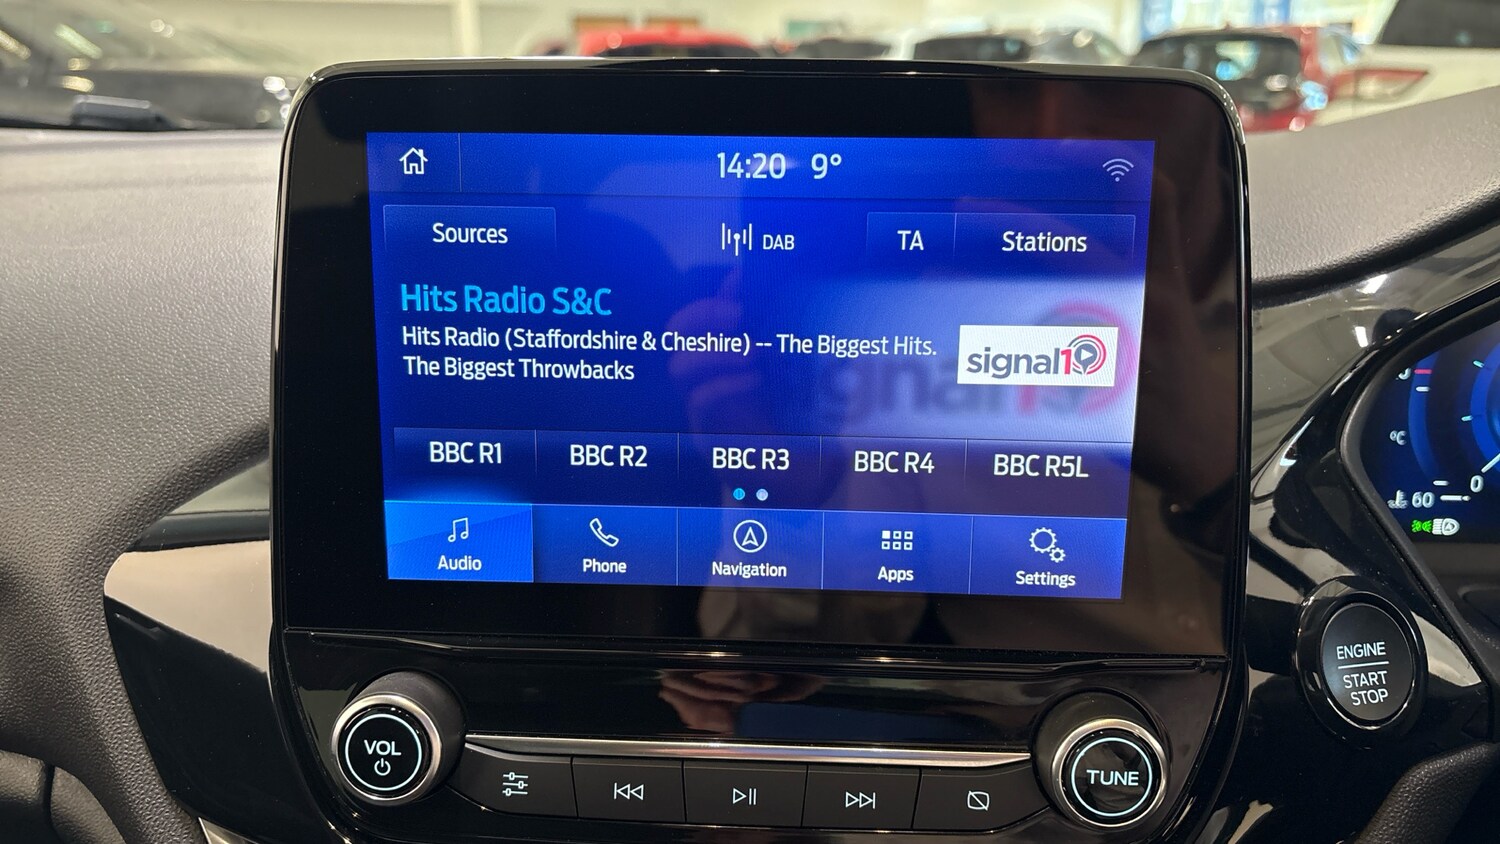 14:20 9°
Sources DAB TA Stations
Hits Radio S&C
Hits Radio (Staffordshire & Cheshire) -- The Biggest Hits.
The Biggest Throwbacks
signal1
BBC R1 BBC R2 BBC R3 BBC R4 BBC R5L
Audio Phone Navigation Apps Settings
°C 0
60
ENGINE
START
STOP
VOL
TUNE